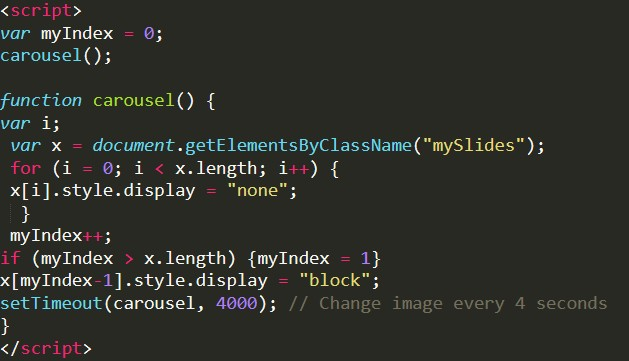 <script>
var myIndex = 0;
carousel();

function carousel() {
var i;
 var x = document.getElementsByClassName("mySlides");
 for (i = 0; i < x.length; i++) {
 x[i].style.display = "none";
  }
 myIndex++;
if (myIndex > x.length) {myIndex = 1}
x[myIndex-1].style.display = "block";
setTimeout(carousel, 4000); // Change image every 4 seconds
}
</script>